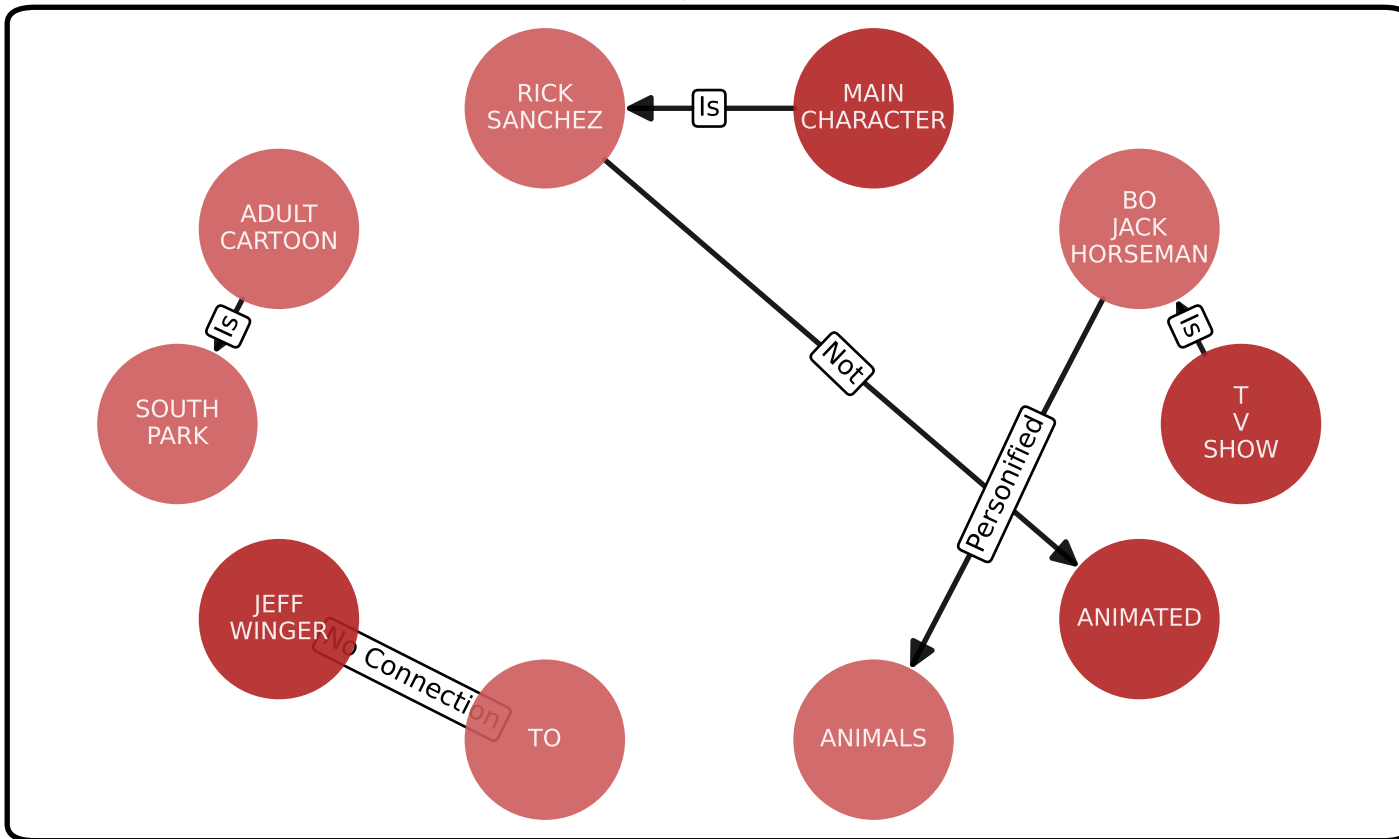 RICK
SANCHEZ
Is
MAIN
CHARACTER
ADULT
CARTOON
BO
JACK
HORSEMAN
Is
Is
Not
SOUTH
PARK
T
V
SHOW
Personified
JEFF
WINGER
No Connection
ANIMATED
TO
ANIMALS